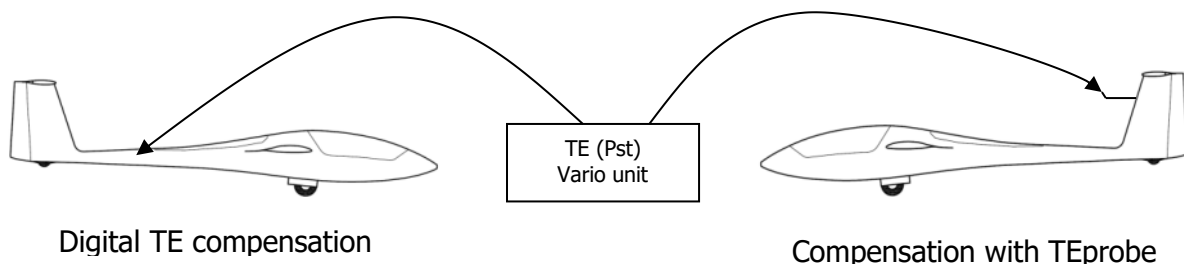 TE (Pst)
Vario unit
Digital TE compensation
Compensation with TEprobe